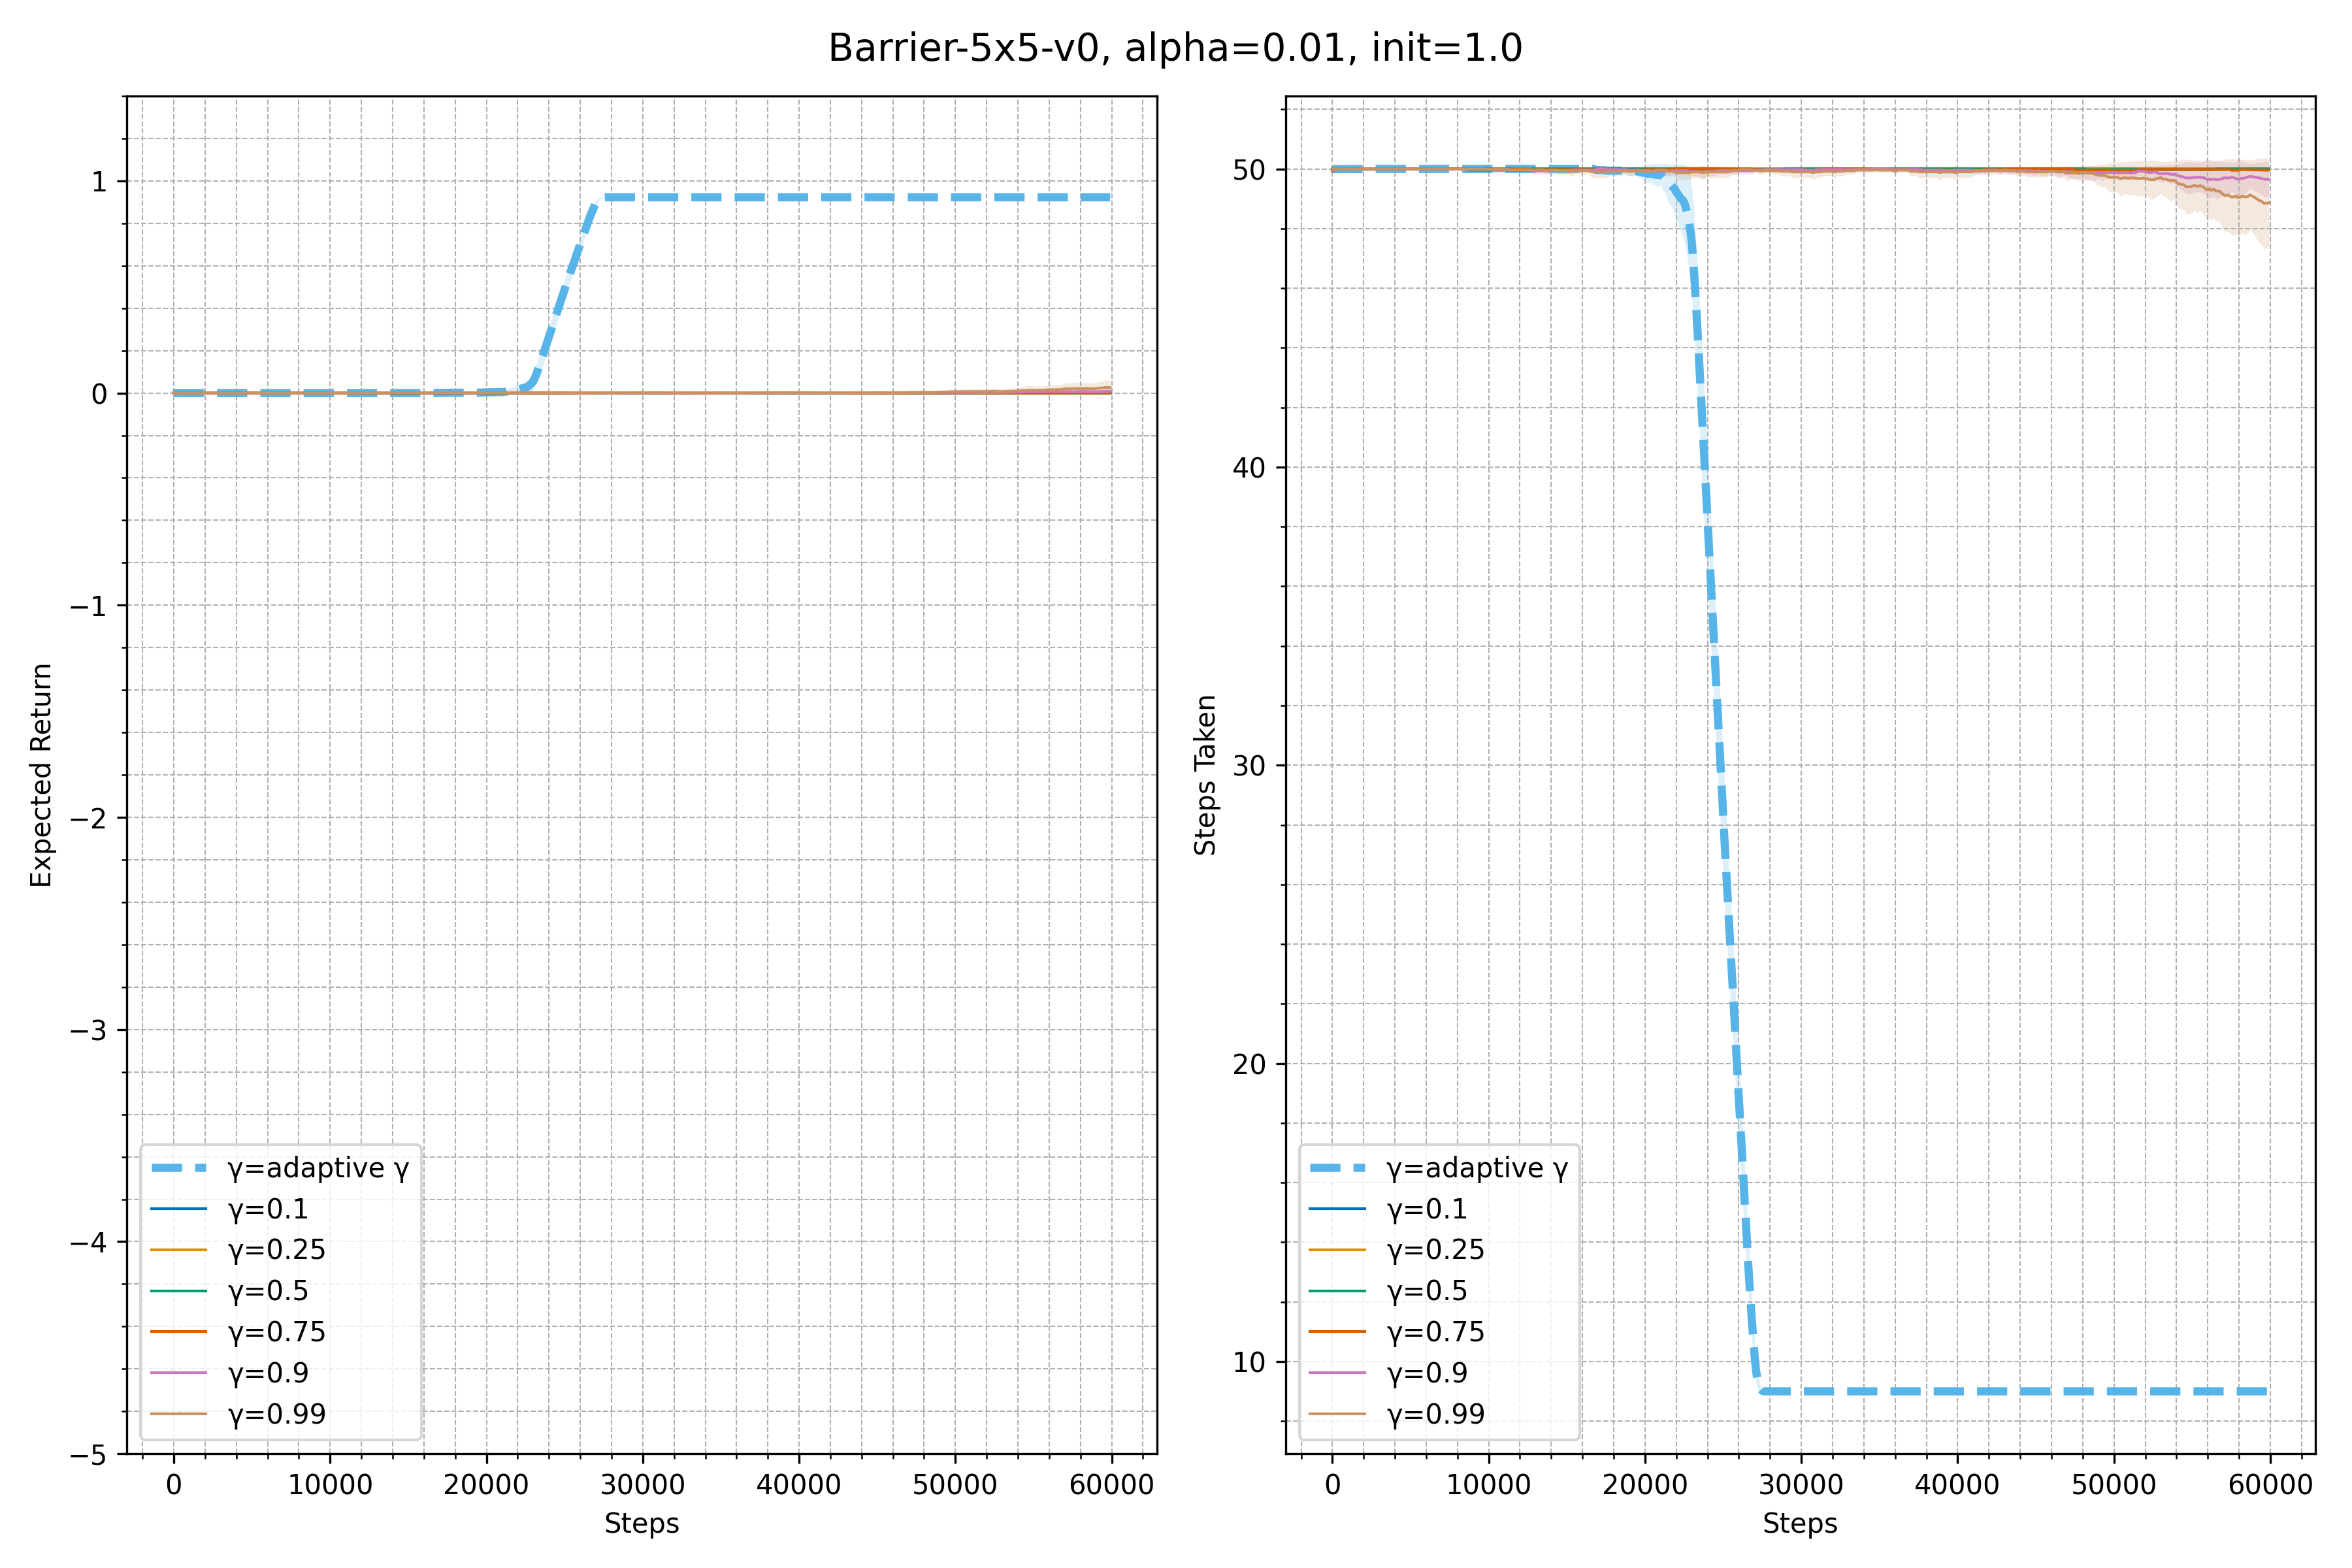 Barrier-5x5-v0, alpha=0.01, init=1.0
Expected Return
1
0
−1
−2
−3
−4
−5
γ=adaptive γ
γ=0.1
γ=0.25
γ=0.5
γ=0.75
γ=0.9
γ=0.99
0 10000 20000 30000 40000 50000 60000
Steps
Steps Taken
50
40
30
20
10
γ=adaptive γ
γ=0.1
γ=0.25
γ=0.5
γ=0.75
γ=0.9
γ=0.99
0 10000 20000 30000 40000 50000 60000
Steps